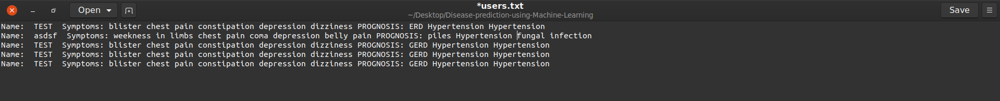 Open
*users.txt
~/Desktop/Disease-prediction-using-Machine-Learning
Save
Name:  TEST  Symptoms: blister chest pain constipation depression dizziness PROGNOSIS: ERD Hypertension Hypertension
Name:  asdsf  Symptoms: weekness in limbs chest pain coma depression belly pain PROGNOSIS: piles Hypertension fungal infection
Name:  TEST  Symptoms: blister chest pain constipation depression dizziness PROGNOSIS: GERD Hypertension Hypertension
Name:  TEST  Symptoms: blister chest pain constipation depression dizziness PROGNOSIS: GERD Hypertension Hypertension
Name:  TEST  Symptoms: blister chest pain constipation depression dizziness PROGNOSIS: GERD Hypertension Hypertension